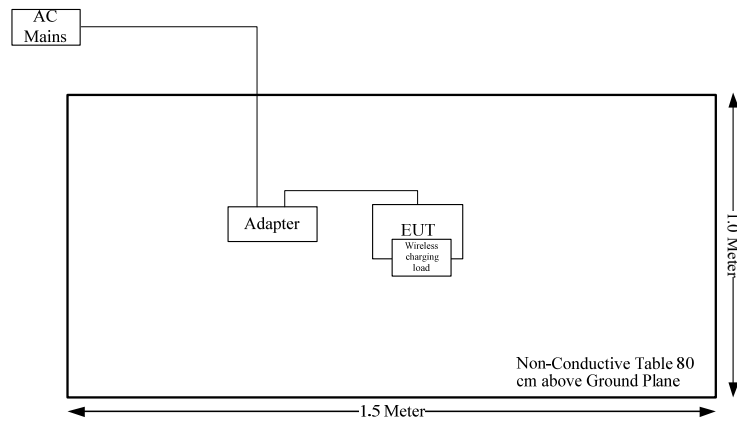 AC
Mains
Adapter
EUT
Wireless
charging
load
1.0 Meter
Non-Conductive Table 80
cm above Ground Plane
1.5 Meter